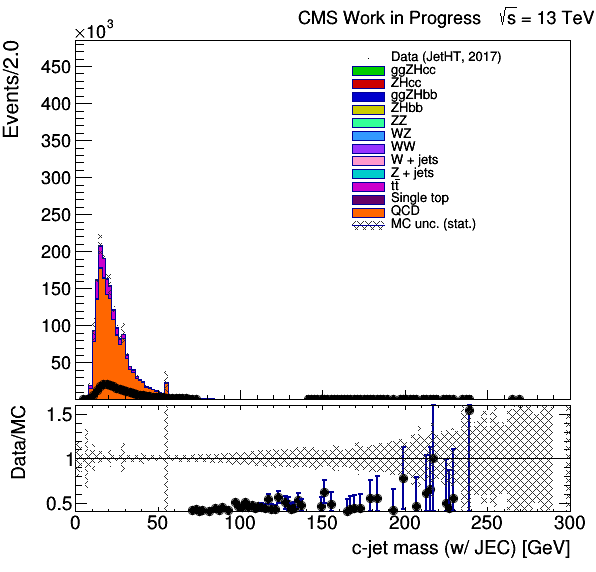 CMS Work in Progress √s = 13 TeV
×10³
Events/2.0
450
400
350
300
250
200
150
100
50
Data (JetHT, 2017)
ggZHcc
ZHcc
ggZHbb
ZHbb
ZZ
WZ
WW
W + jets
Z + jets
tt̄
Single top
QCD
MC unc. (stat.)
Data/MC
1.5
1
0.5
0 50 100 150 200 250 300
c-jet mass (w/ JEC) [GeV]